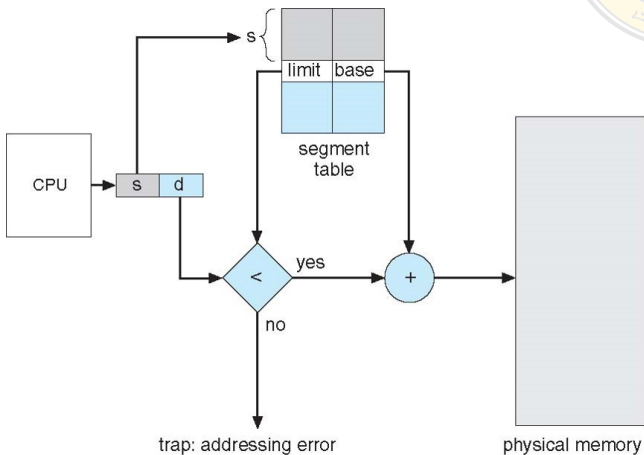 s
limit base
segment
table
CPU
s d
<
yes
+
no
trap: addressing error
physical memory